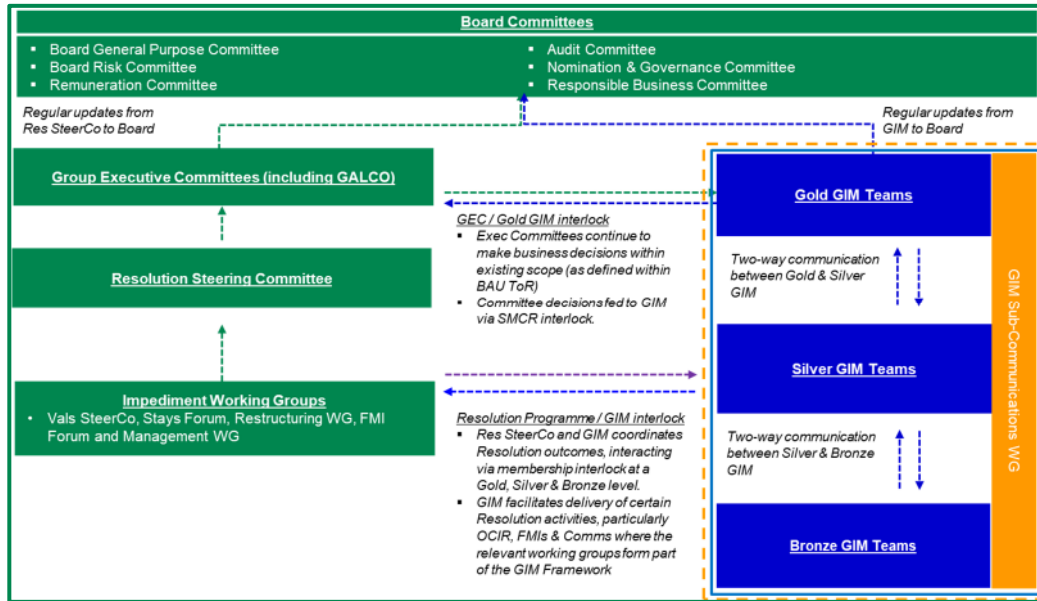 Board Committees
▪ Board General Purpose Committee
▪ Board Risk Committee
▪ Remuneration Committee
▪ Audit Committee
▪ Nomination & Governance Committee
▪ Responsible Business Committee
Regular updates from
Res SteerCo to Board
Regular updates from
GIM to Board
Group Executive Committees (including GALCO)
Resolution Steering Committee
Impediment Working Groups
• Vals SteerCo, Stays Forum, Restructuring WG, FMI
Forum and Management WG
GEC / Gold GIM interlock
▪ Exec Committees continue to
make business decisions within
existing scope (as defined within
BAU ToR)
▪ Committee decisions fed to GIM
via SMCR interlock.
Resolution Programme / GIM interlock
▪ Res SteerCo and GIM coordinates
Resolution outcomes, interacting
via membership interlock at a
Gold, Silver & Bronze level.
▪ GIM facilitates delivery of certain
Resolution activities, particularly
OCIR, FMIs & Comms where the
relevant working groups form part
of the GIM Framework
Gold GIM Teams
Two-way communication
between Gold & Silver
GIM
Silver GIM Teams
Two-way communication
between Silver & Bronze
GIM
Bronze GIM Teams
GIM Sub-Communications WG